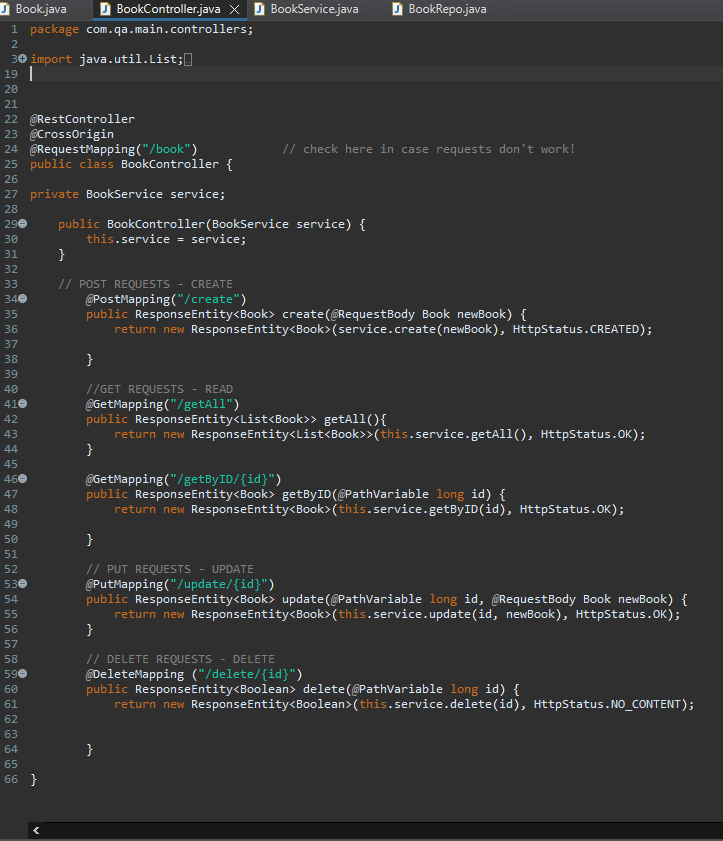 Book.java BookController.java BookService.java BookRepo.java
1 package com.qa.main.controllers;
2
3 import java.util.List;
19
20
21
22 @RestController
23 @CrossOrigin
24 @RequestMapping("/book") // check here in case requests don't work!
25 public class BookController {
26
27 private BookService service;
28
29 public BookController(BookService service) {
30 this.service = service;
31 }
32
33 // POST REQUESTS - CREATE
34 @PostMapping("/create")
35 public ResponseEntity<Book> create(@RequestBody Book newBook) {
36 return new ResponseEntity<Book>(service.create(newBook), HttpStatus.CREATED);
37
38 }
39
40 //GET REQUESTS - READ
41 @GetMapping("/getAll")
42 public ResponseEntity<List<Book>> getAll(){
43 return new ResponseEntity<List<Book>>(this.service.getAll(), HttpStatus.OK);
44 }
45
46 @GetMapping("/getByID/{id}")
47 public ResponseEntity<Book> getByID(@PathVariable long id) {
48 return new ResponseEntity<Book>(this.service.getByID(id), HttpStatus.OK);
49
50 }
51
52 // PUT REQUESTS - UPDATE
53 @PutMapping("/update/{id}")
54 public ResponseEntity<Book> update(@PathVariable long id, @RequestBody Book newBook) {
55 return new ResponseEntity<Book>(this.service.update(id, newBook), HttpStatus.OK);
56 }
57
58 // DELETE REQUESTS - DELETE
59 @DeleteMapping ("/delete/{id}")
60 public ResponseEntity<Boolean> delete(@PathVariable long id) {
61 return new ResponseEntity<Boolean>(this.service.delete(id), HttpStatus.NO_CONTENT);
62
63
64 }
65
66 }